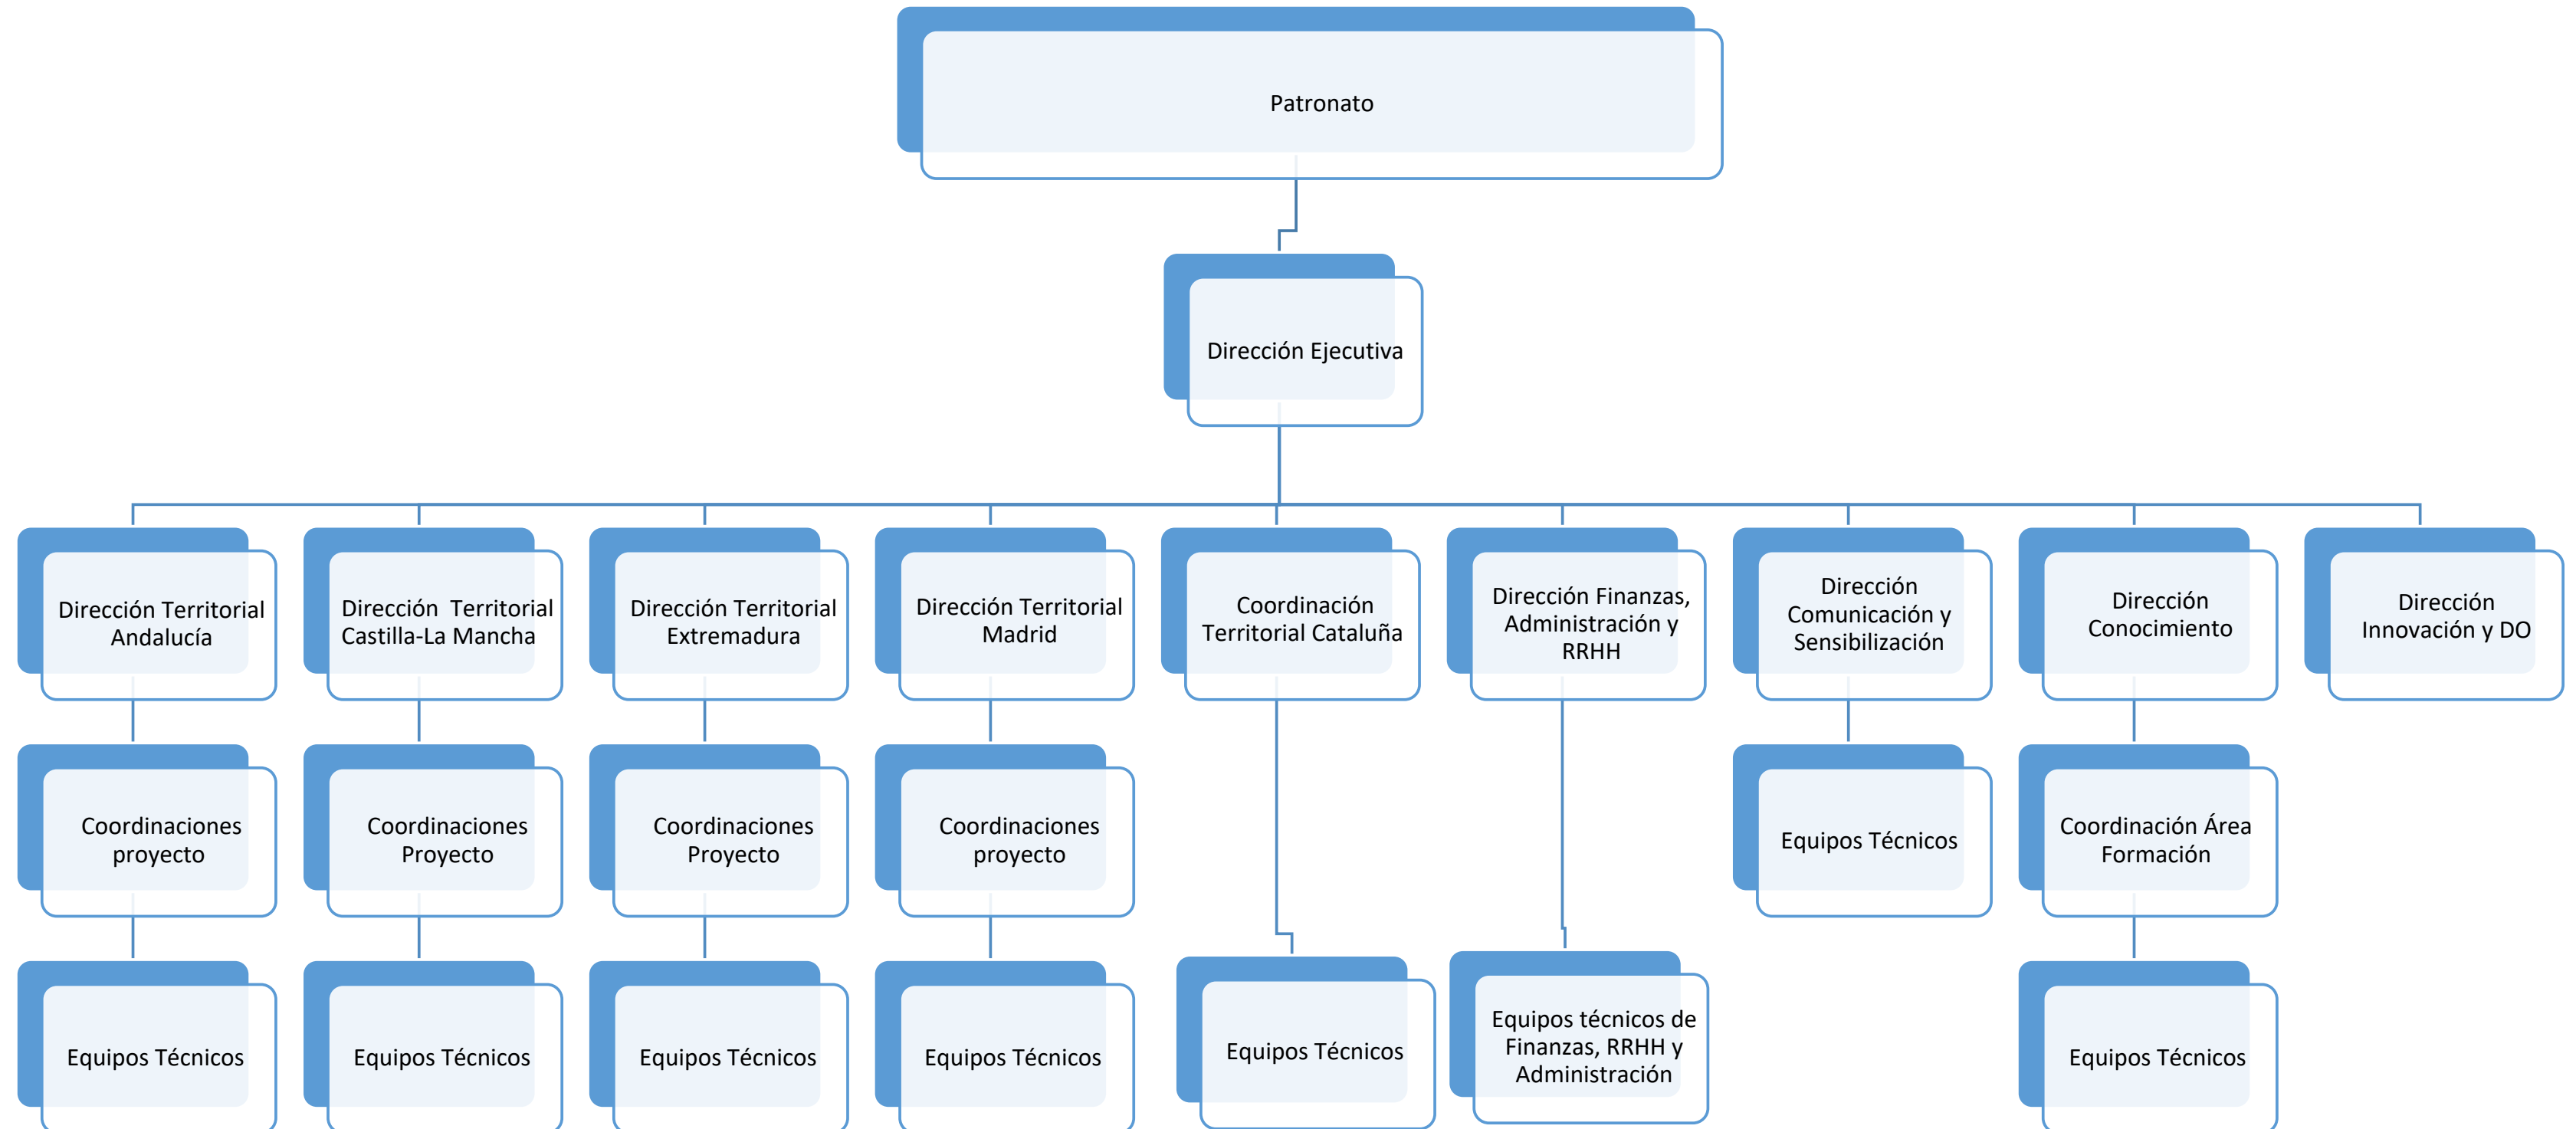 Patronato
Dirección Ejecutiva
Dirección Territorial
Andalucía
Dirección  Territorial
Castilla-La Mancha
Dirección Territorial
Extremadura
Dirección Territorial
Madrid
Coordinación
Territorial Cataluña
Dirección Finanzas,
Administración y
RRHH
Dirección
Comunicación y
Sensibilización
Dirección
Conocimiento
Dirección
Innovación y DO
Coordinaciones
proyecto
Coordinaciones
Proyecto
Coordinaciones
Proyecto
Coordinaciones
proyecto
Equipos Técnicos
Coordinación Área
Formación
Equipos Técnicos
Equipos Técnicos
Equipos Técnicos
Equipos Técnicos
Equipos Técnicos
Equipos técnicos de
Finanzas, RRHH y
Administración
Equipos Técnicos